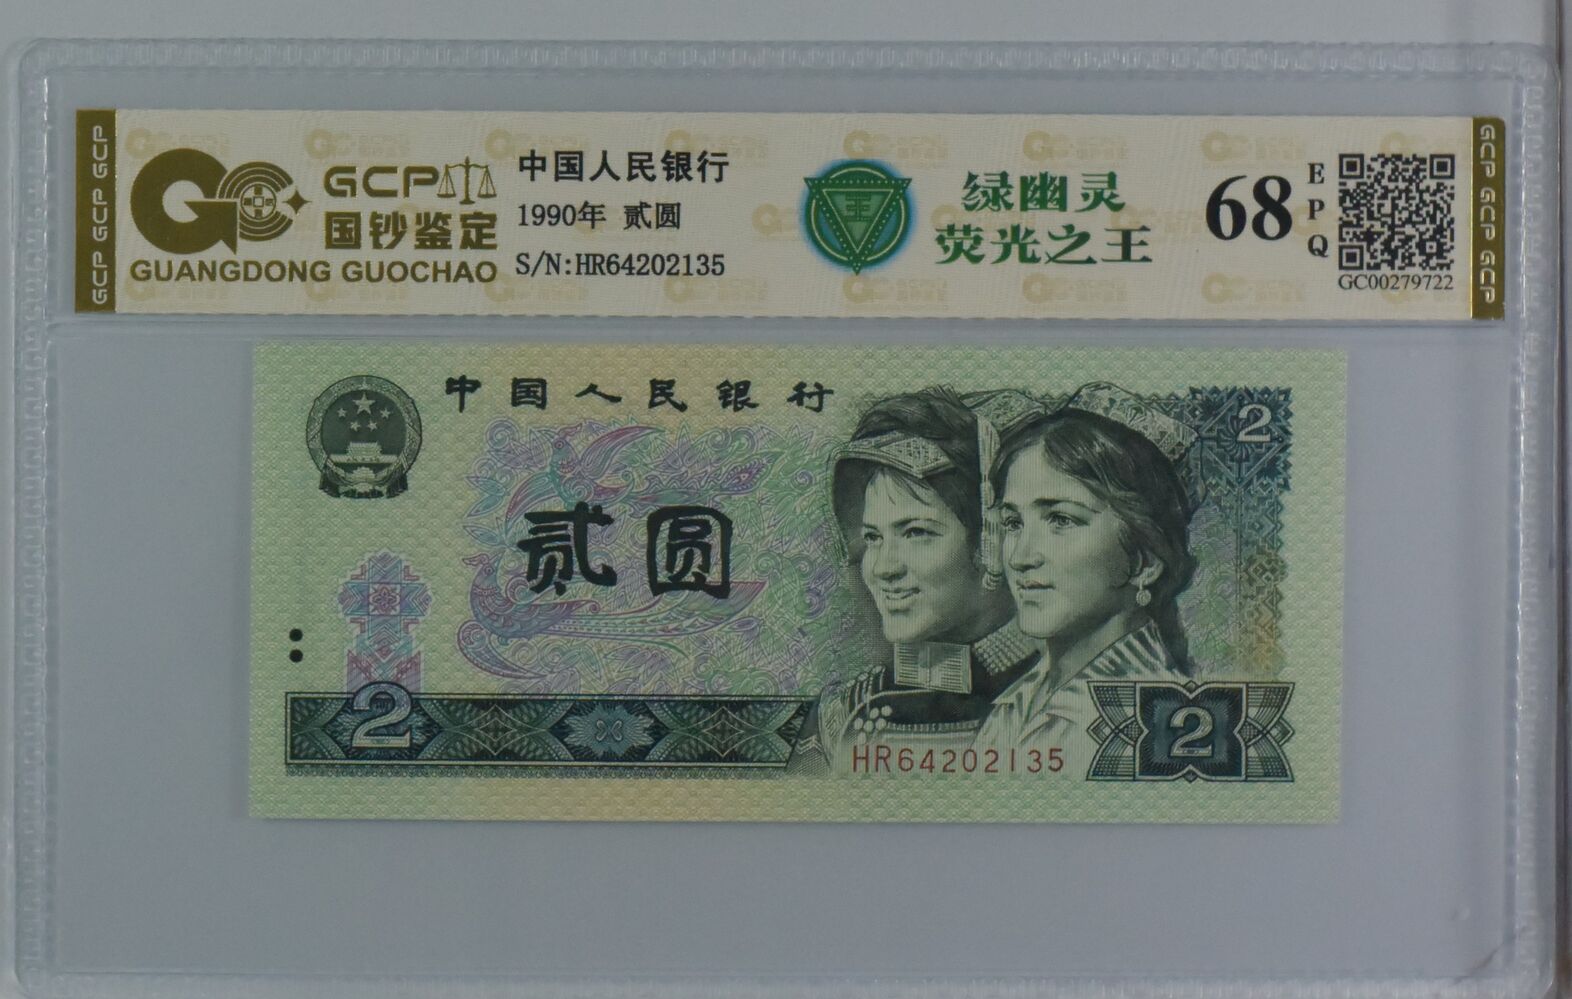 GCP GCP GCP
GCP
国钞鉴定
GUANGDONG GUOCHAO
中国人民银行
1990年 贰圆
S/N:HR64202135
王
绿幽灵
荧光之王
68
EPQ
GC00279722
GCP GCP GCP
中国人民银行
2
贰圆
2
HR64202135
2